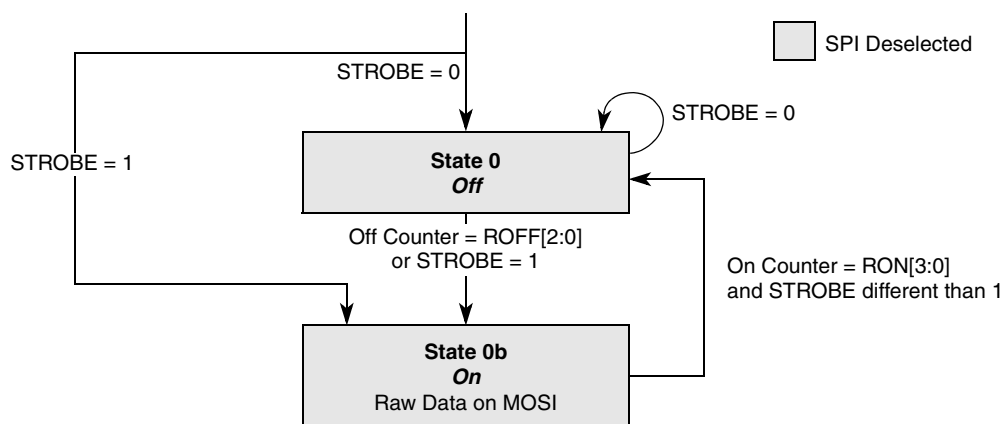 SPI Deselected
STROBE = 0
STROBE = 0
State 0
Off
STROBE = 1
Off Counter = ROFF[2:0]
or STROBE = 1
On Counter = RON[3:0]
and STROBE different than 1
State 0b
On
Raw Data on MOSI